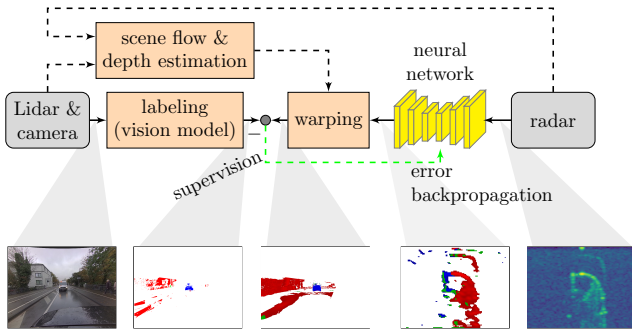 scene flow &
depth estimation
neural
network
Lidar &
camera
labeling
(vision model)
warping
radar
−
supervision
error
backpropagation